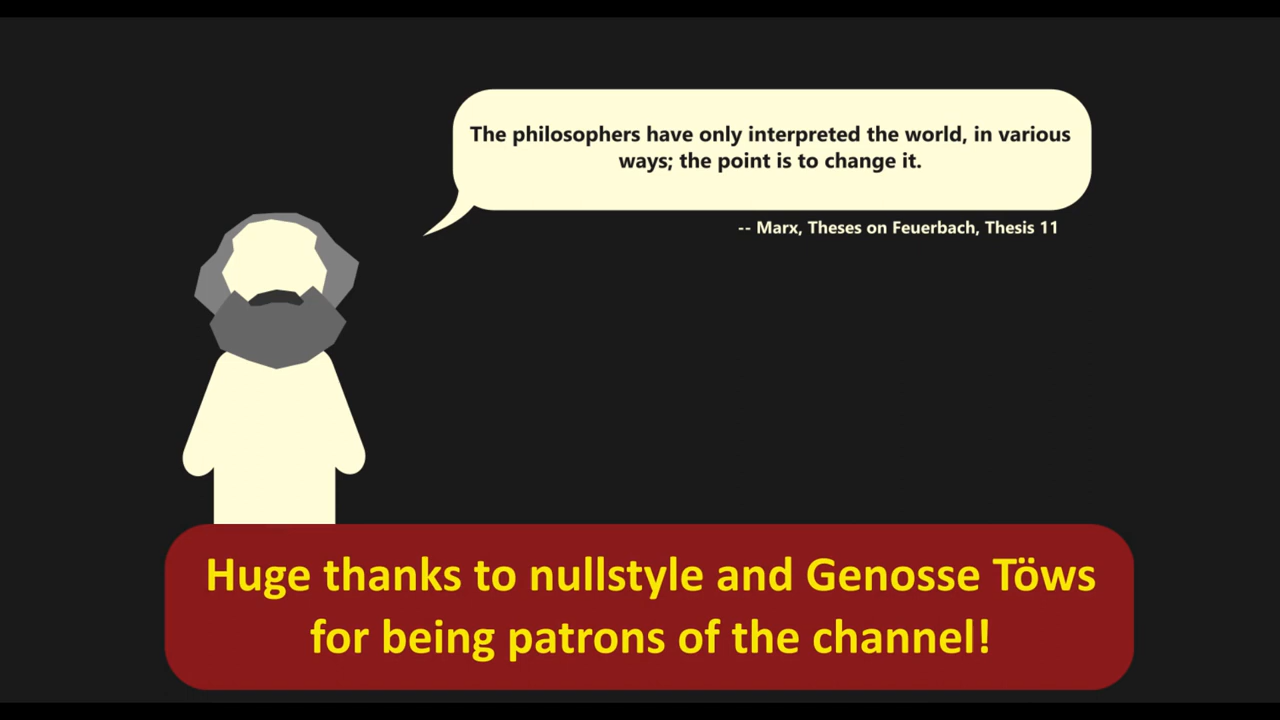 The philosophers have only interpreted the world, in various
ways; the point is to change it.
-- Marx, Theses on Feuerbach, Thesis 11
Huge thanks to nullstyle and Genosse Töws
for being patrons of the channel!